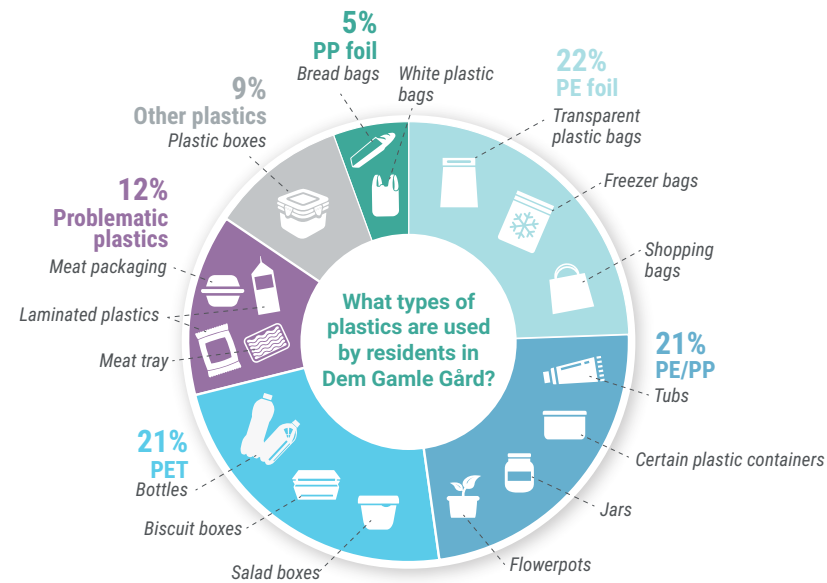 5%
PP foil
Bread bags
White plastic
bags
22%
PE foil
Transparent
plastic bags
Freezer bags
Shopping
bags
21%
PE/PP
Tubs
Certain plastic containers
Jars
Flowerpots
21%
PET
Bottles
Biscuit boxes
Salad boxes
12%
Problematic
plastics
Meat packaging
Laminated plastics
Meat tray
9%
Other plastics
Plastic boxes
What types of
plastics are used
by residents in
Dem Gamle Gård?